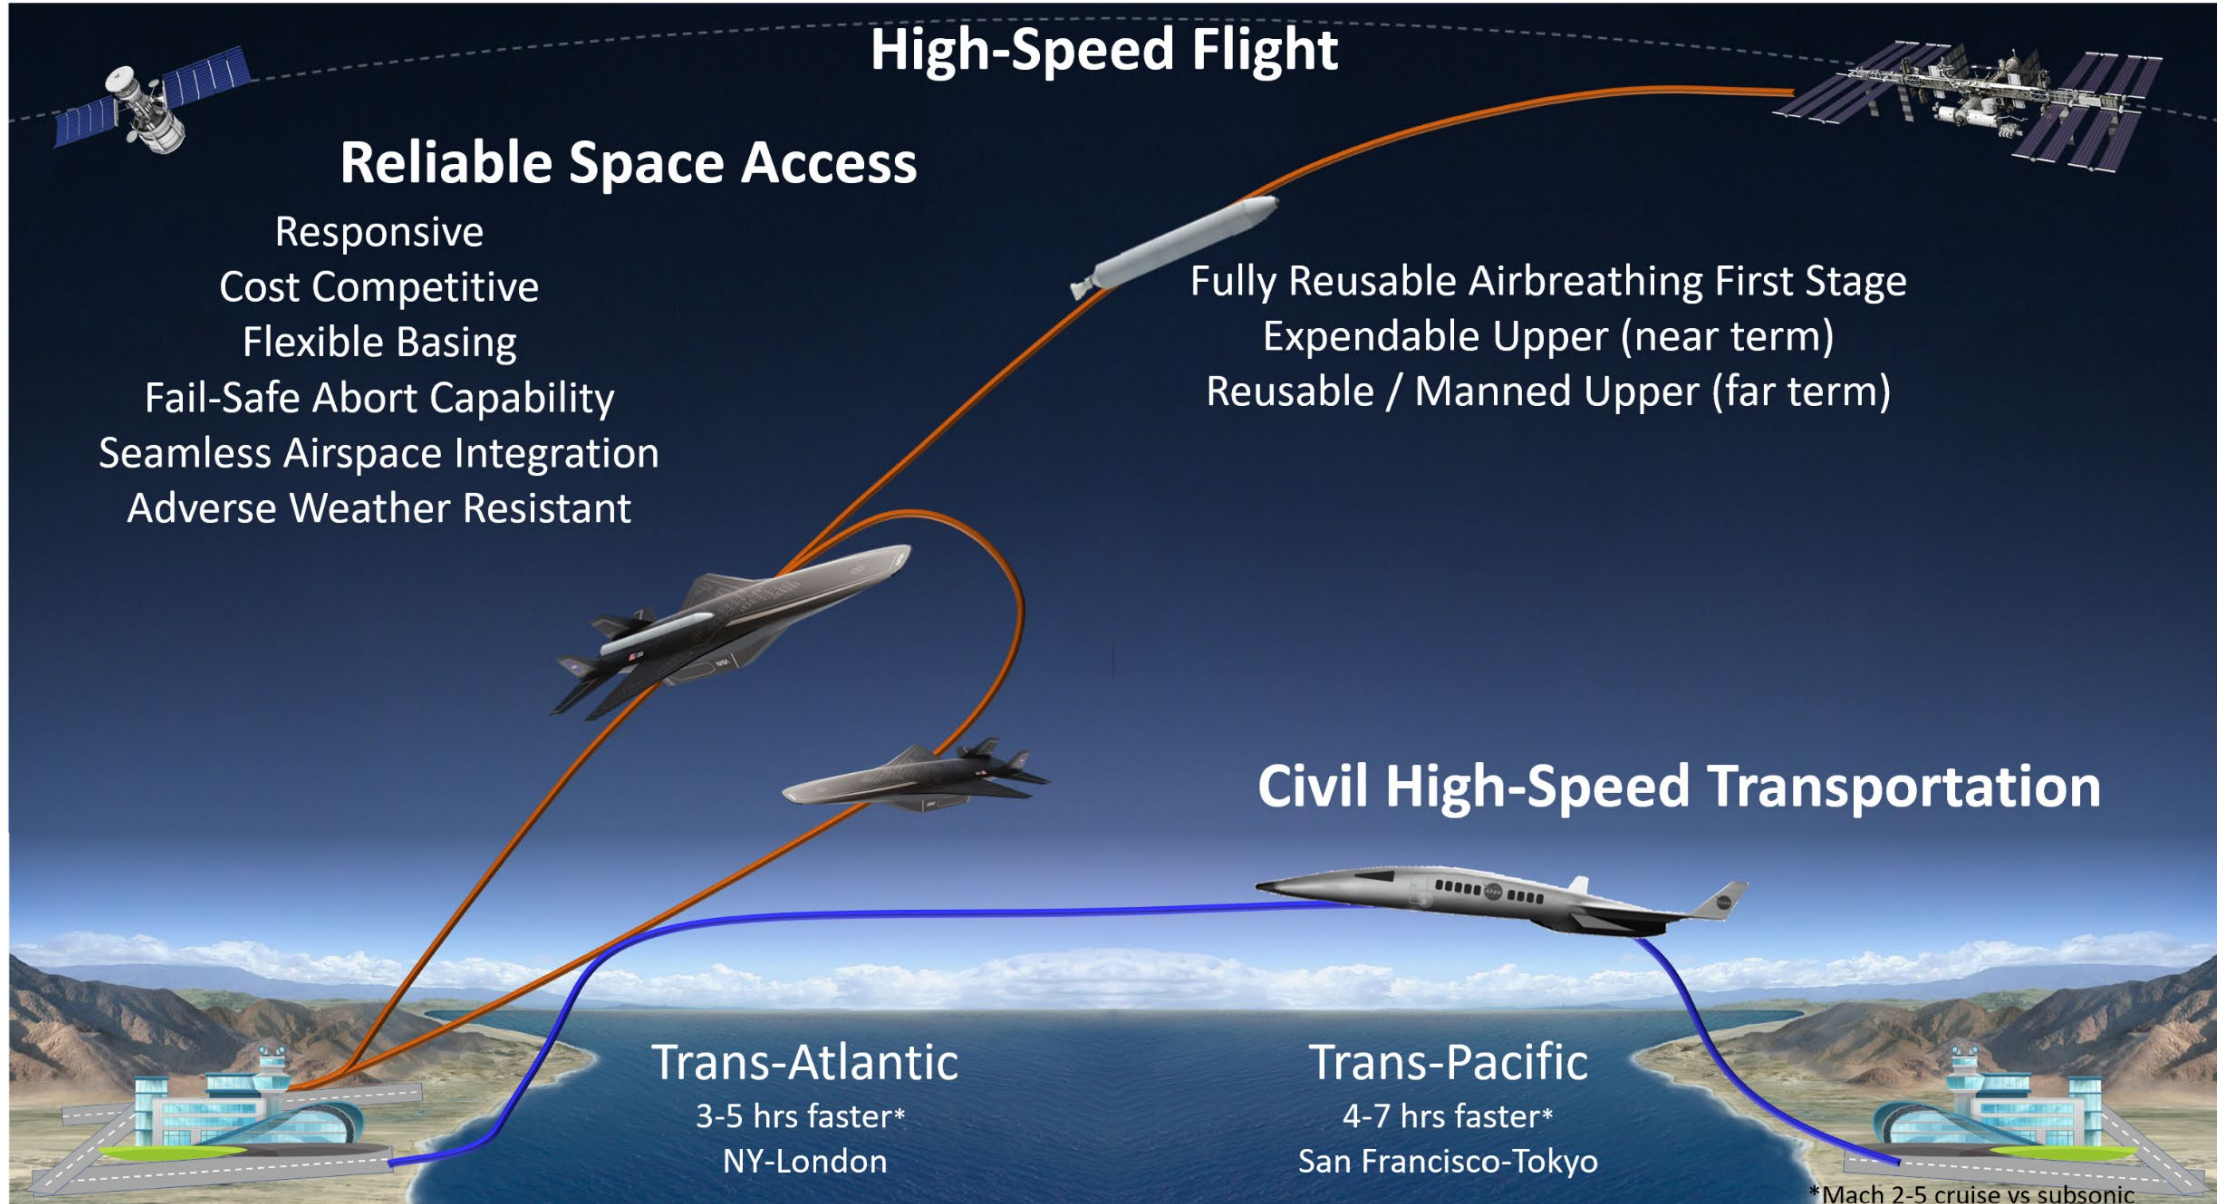 High-Speed Flight
Reliable Space Access
Responsive
Cost Competitive
Flexible Basing
Fail-Safe Abort Capability
Seamless Airspace Integration
Adverse Weather Resistant
Fully Reusable Airbreathing First Stage
Expendable Upper (near term)
Reusable / Manned Upper (far term)
Civil High-Speed Transportation
Trans-Atlantic
3-5 hrs faster*
NY-London
Trans-Pacific
4-7 hrs faster*
San Francisco-Tokyo
*Mach 2-5 cruise vs subsonic